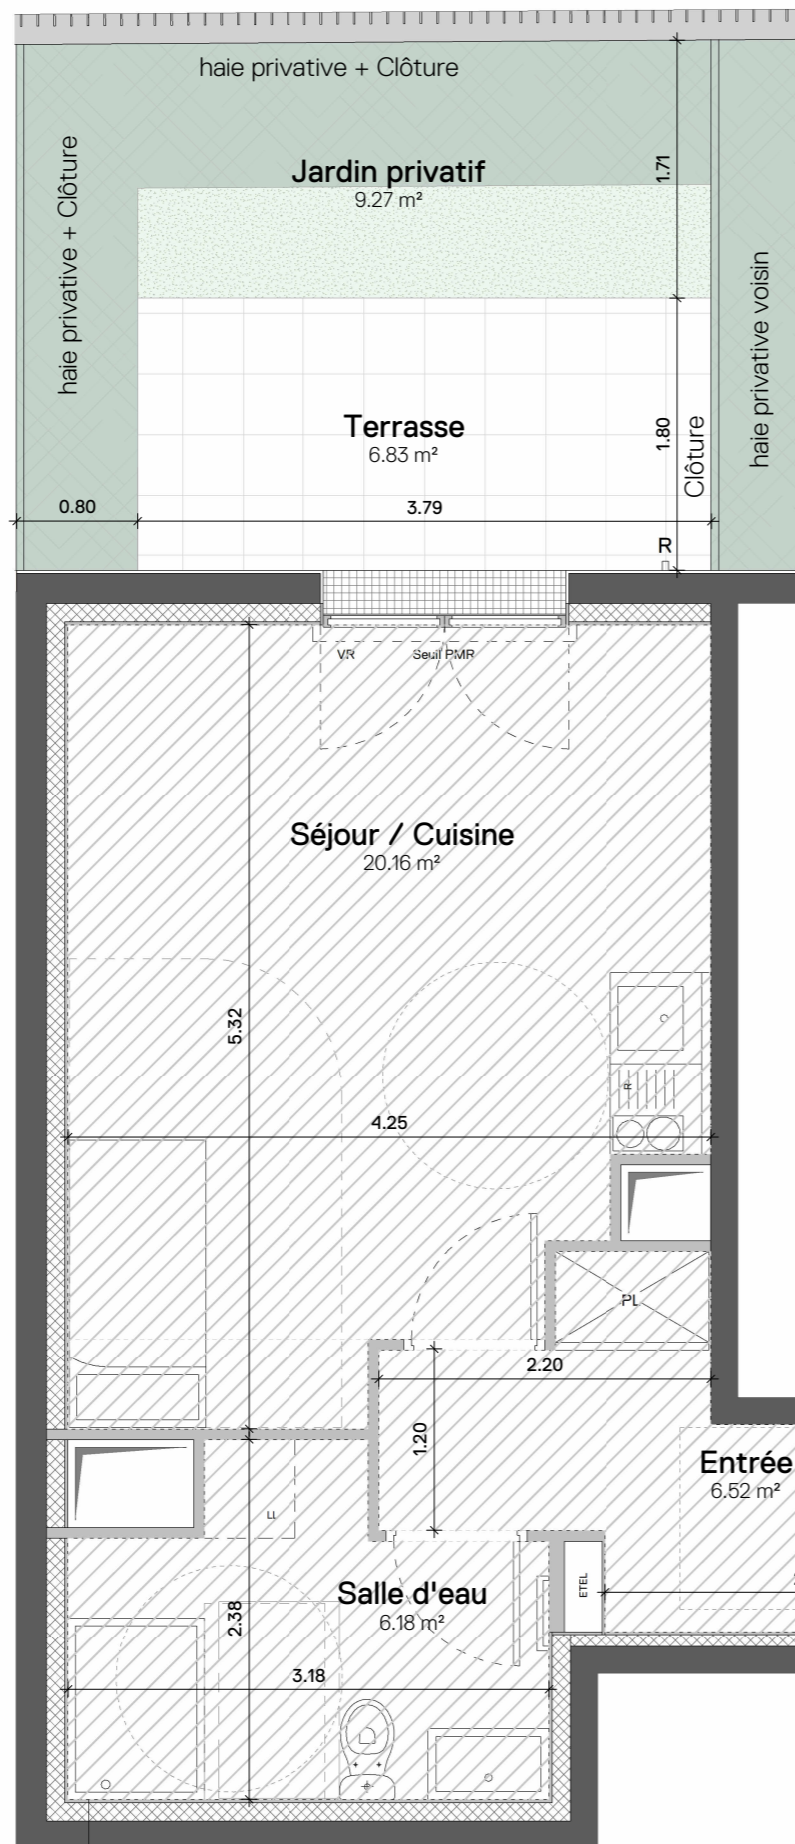 haie privative + Clôture
haie privative + Clôture
Jardin privatif
9.27 m²
1.71
haie privative voisin
Terrasse
6.83 m²
1.80
Clôture
0.80
3.79
R
VR
Seuil PMR
Séjour / Cuisine
20.16 m²
5.32
R
4.25
PL
2.20
1.20
Entrée
6.52 m²
LL
ETEL
Salle d'eau
6.18 m²
2.38
3.18